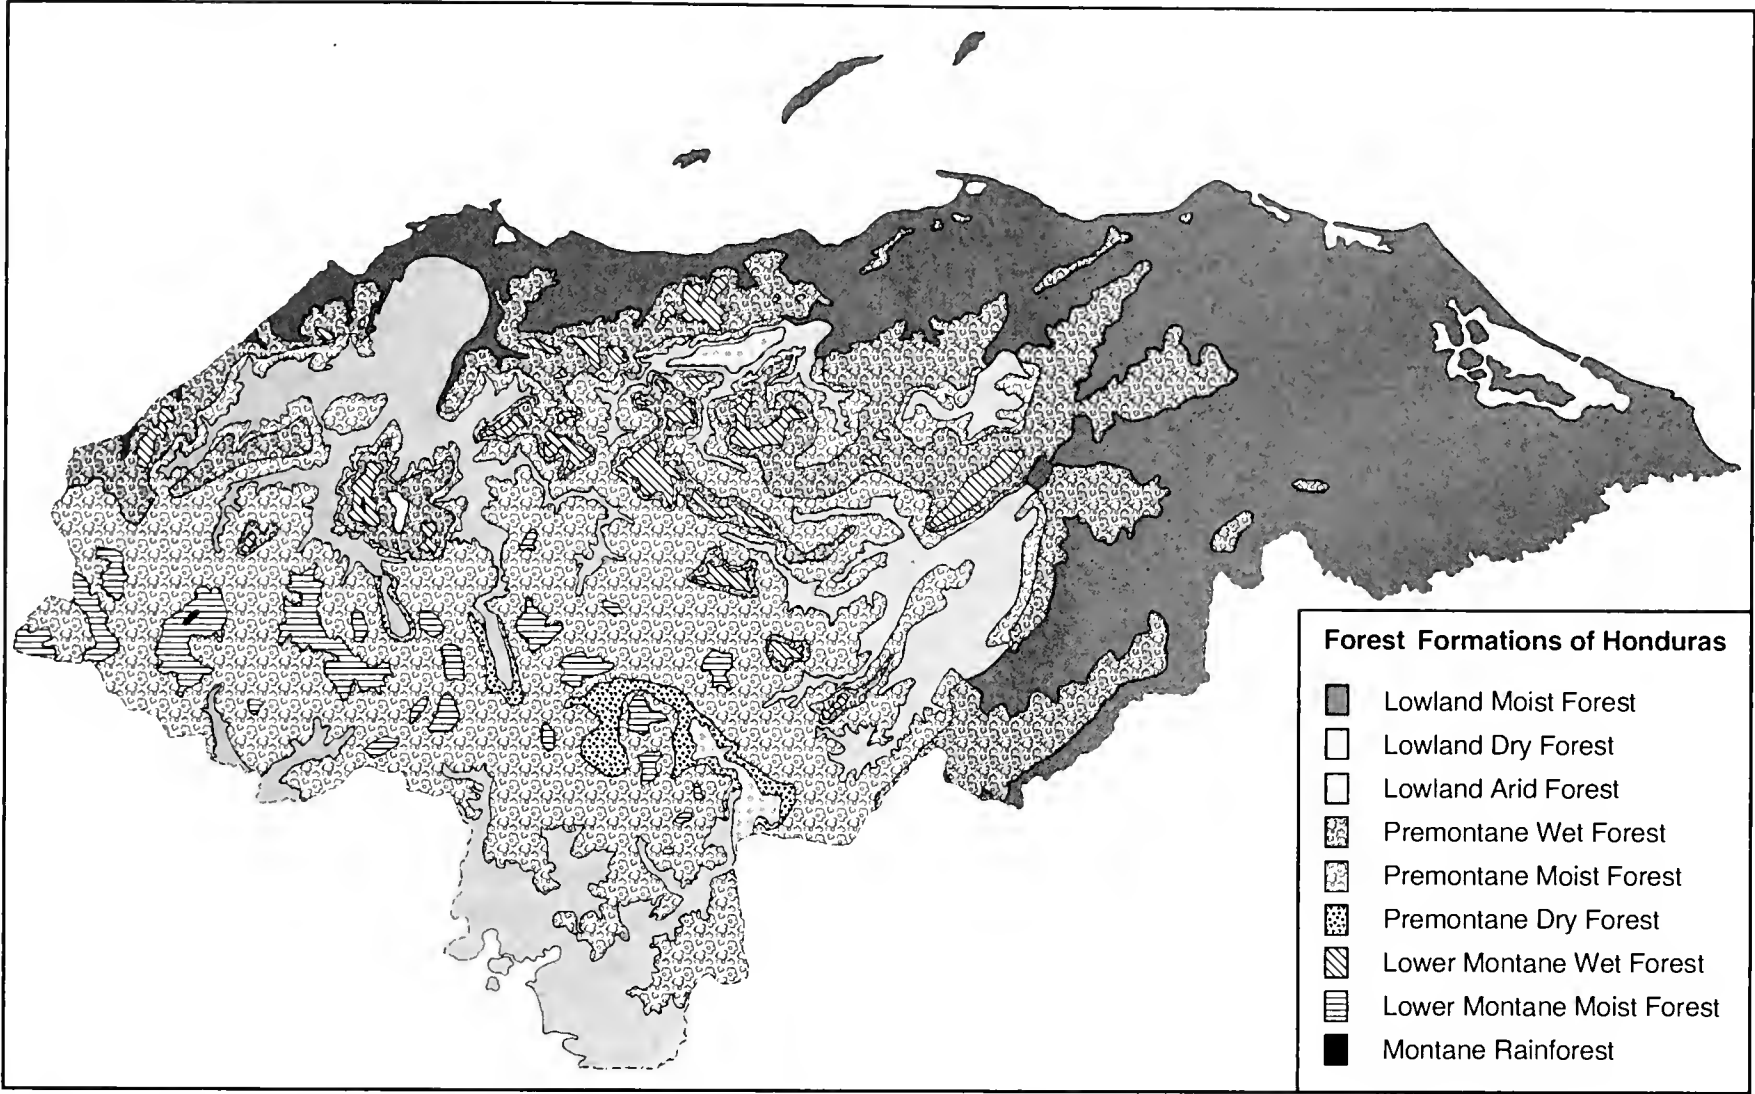 Forest Formations of Honduras
Lowland Moist Forest
Lowland Dry Forest
Lowland Arid Forest
Premontane Wet Forest
Premontane Moist Forest
Premontane Dry Forest
Lower Montane Wet Forest
Lower Montane Moist Forest
Montane Rainforest